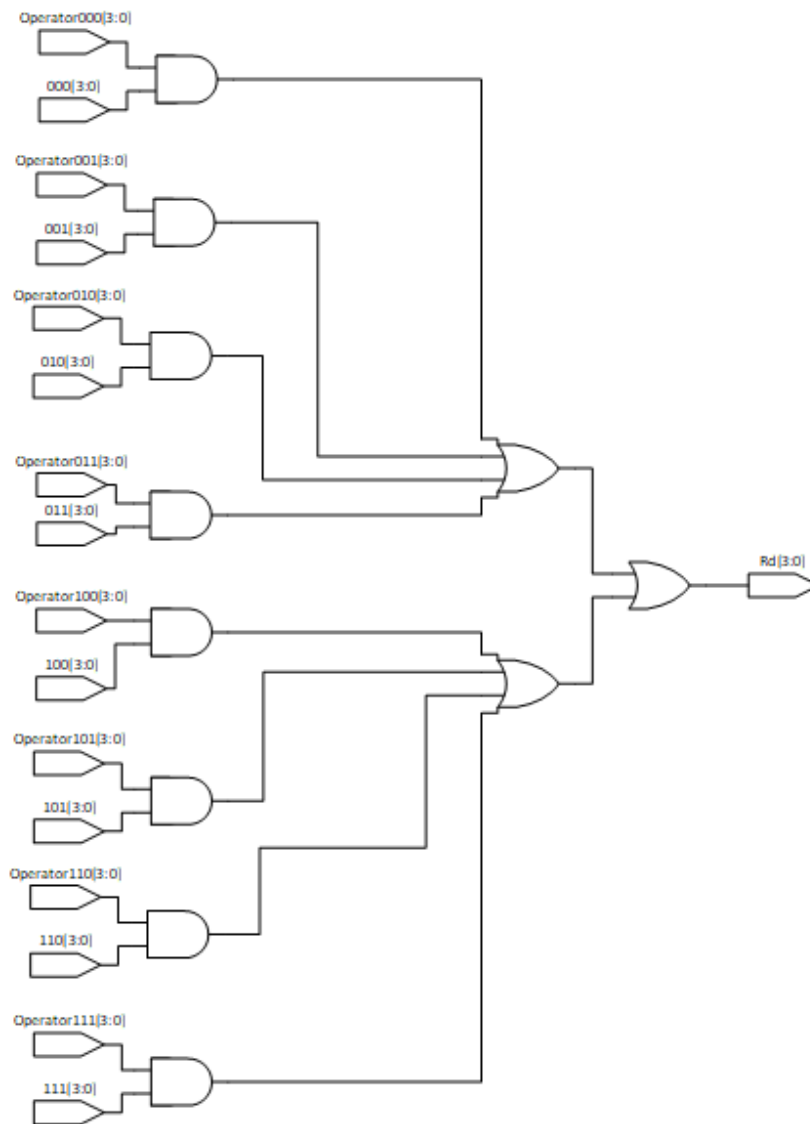 Operator000(3:0)
000(3:0)
Operator001(3:0)
001(3:0)
Operator010(3:0)
010(3:0)
Operator011(3:0)
011(3:0)
Rd(3:0)
Operator100(3:0)
100(3:0)
Operator101(3:0)
101(3:0)
Operator110(3:0)
110(3:0)
Operator111(3:0)
111(3:0)